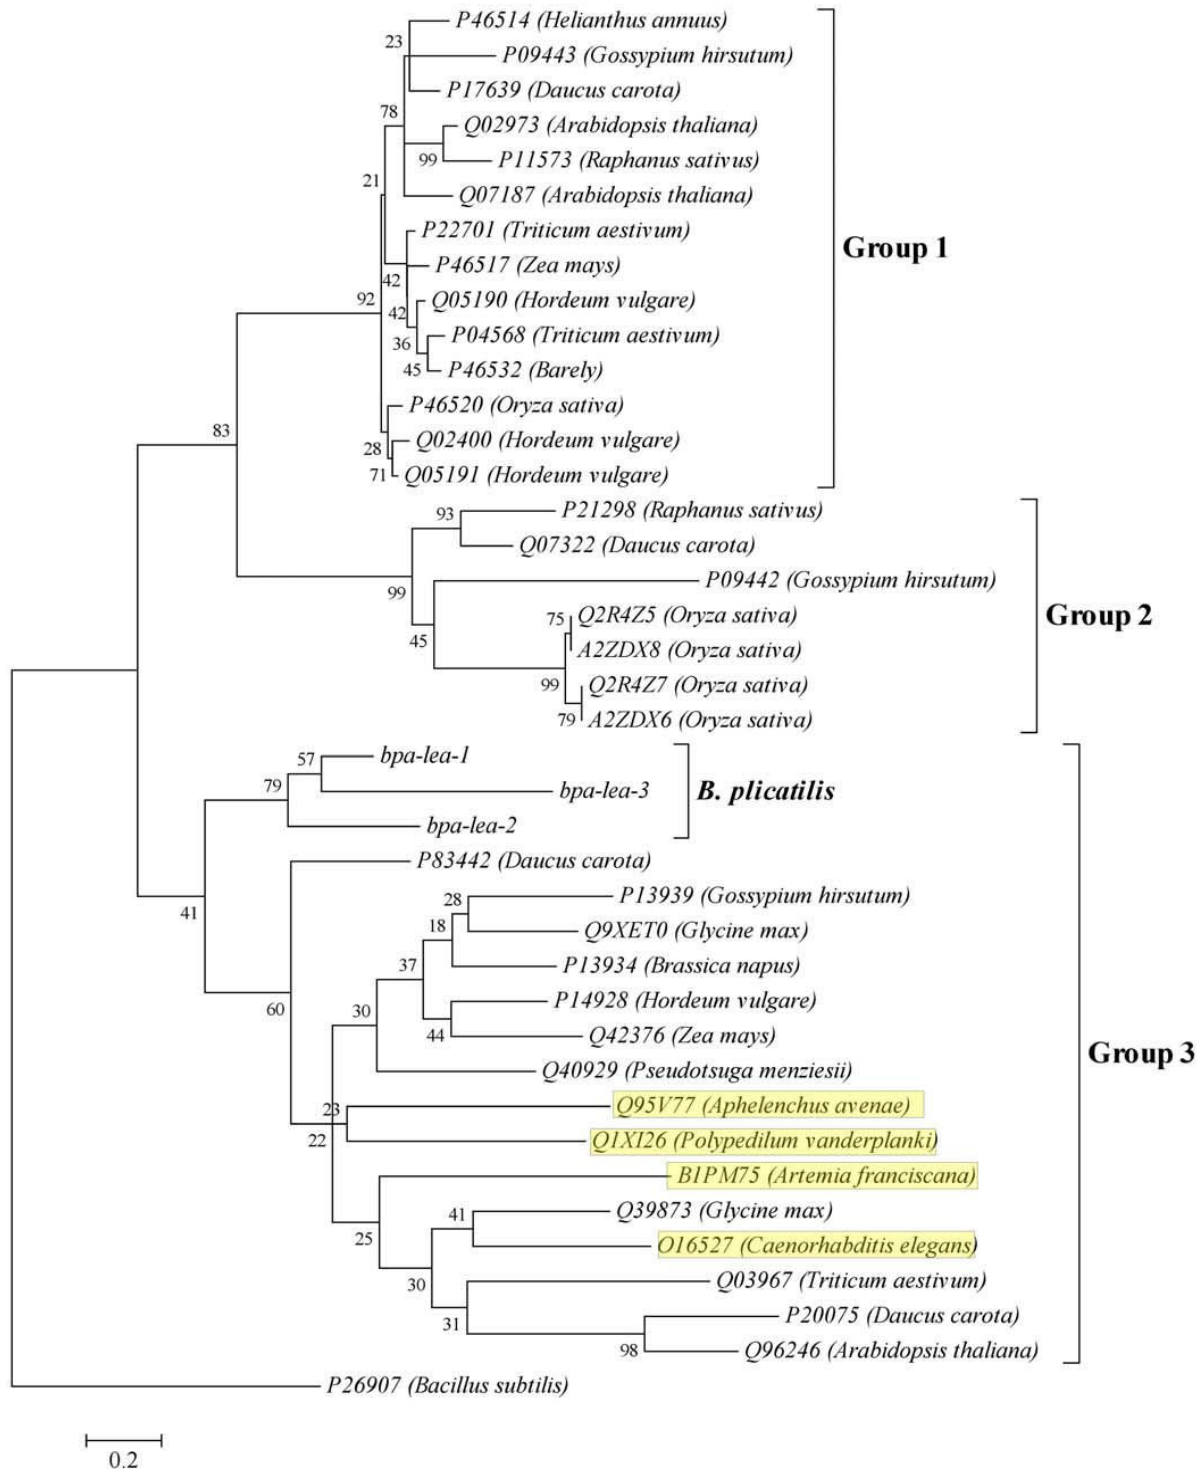 P46514 (Helianthus annuus)
23
P09443 (Gossypium hirsutum)
P17639 (Daucus carota)
78
Q02973 (Arabidopsis thaliana)
99
P11573 (Raphanus sativus)
21
Q07187 (Arabidopsis thaliana)
P22701 (Triticum aestivum)
Group 1
P46517 (Zea mays)
42
92
Q05190 (Hordeum vulgare)
42
P04568 (Triticum aestivum)
36
45
P46532 (Barely)
P46520 (Oryza sativa)
83
Q02400 (Hordeum vulgare)
28
71
Q05191 (Hordeum vulgare)
93
P21298 (Raphanus sativus)
Q07322 (Daucus carota)
P09442 (Gossypium hirsutum)
99
75
Q2R4Z5 (Oryza sativa)
Group 2
45
A2ZDX8 (Oryza sativa)
99
Q2R4Z7 (Oryza sativa)
79
A2ZDX6 (Oryza sativa)
57
bpa-lea-1
79
bpa-lea-3
B. plicatilis
bpa-lea-2
P83442 (Daucus carota)
41
28
P13939 (Gossypium hirsutum)
18
Q9XET0 (Glycine max)
37
P13934 (Brassica napus)
60
30
P14928 (Hordeum vulgare)
44
Q42376 (Zea mays)
Group 3
Q40929 (Pseudotsuga menziesii)
23
Q95V77 (Aphelenchus avenae)
22
Q1XI26 (Polypedilum vanderplanki)
B1PM75 (Artemia franciscana)
41
Q39873 (Glycine max)
25
O16527 (Caenorhabditis elegans)
30
Q03967 (Triticum aestivum)
31
P20075 (Daucus carota)
98
Q96246 (Arabidopsis thaliana)
P26907 (Bacillus subtilis)
0.2